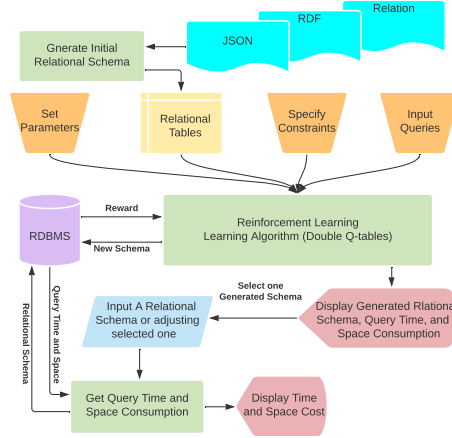 Relation
RDF
JSON
Gnerate Initial
Relational Schema
Set
Parameters
Relational
Tables
Specify
Constraints
Input
Queries
Reward
RDBMS
New Schema
Reinforcement Learning
Learning Algorithm (Double Q-tables)
Select one
Generated Schema
Input A Relational
Schema or adjusting
selected one
Display Generated Rlational
Schema, Query Time, and
Space Consumption
Query Time and Space
Relational Schema
Get Query Time and
Space Consumption
Display Time
and Space Cost